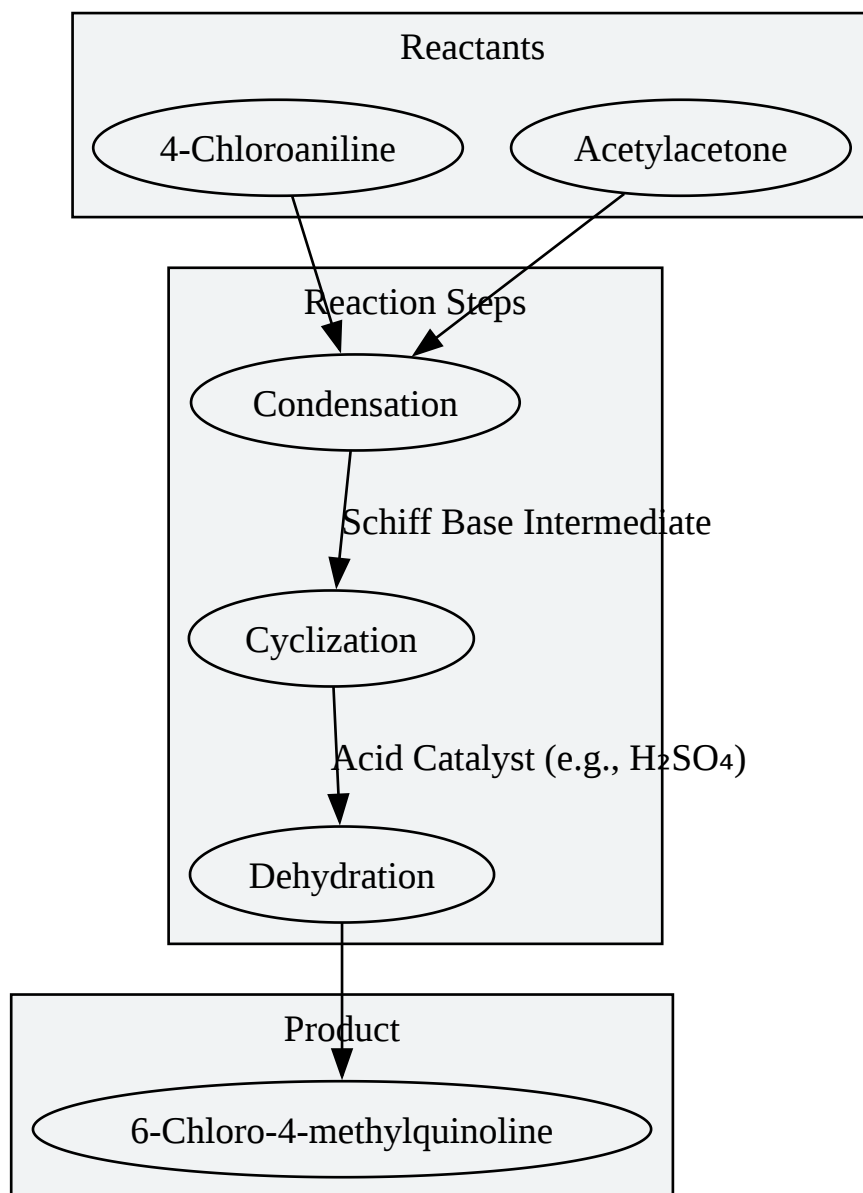 Reactants
4-Chloroaniline
Acetylacetone
Reaction Steps
Condensation
Schiff Base Intermediate
Cyclization
Acid Catalyst (e.g., H₂SO₄)
Dehydration
Product
6-Chloro-4-methylquinoline